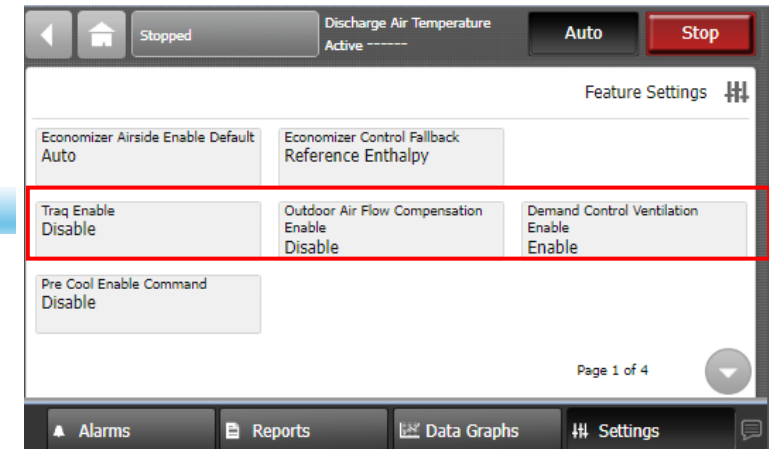 Stopped
Discharge Air Temperature
Active ------
Auto
Stop
Feature Settings
Economizer Airside Enable Default
Auto
Economizer Control Fallback
Reference Enthalpy
Traq Enable
Disable
Outdoor Air Flow Compensation
Enable
Disable
Demand Control Ventilation
Enable
Enable
Pre Cool Enable Command
Disable
Page 1 of 4
Alarms
Reports
Data Graphs
Settings